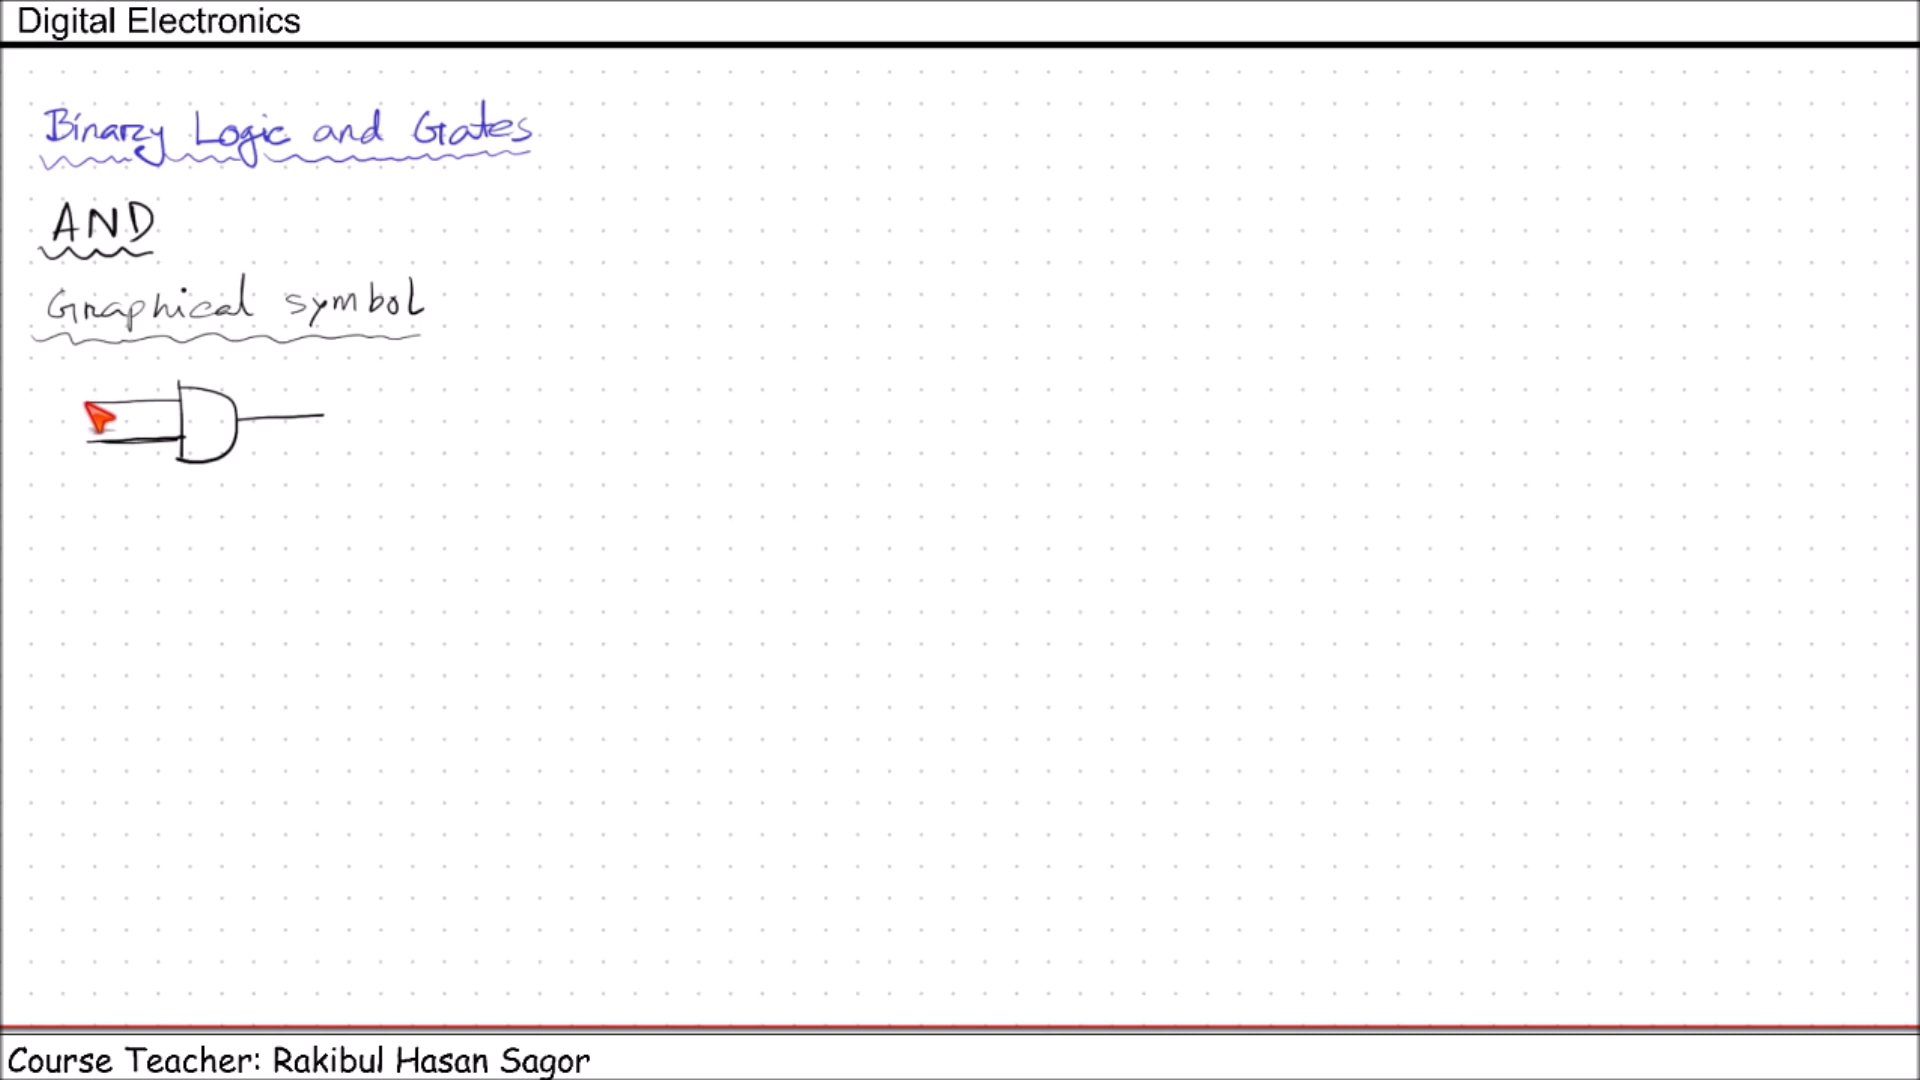 Digital Electronics
Binary Logic and Gates
AND
Graphical symbol
Course Teacher: Rakibul Hasan Sagor